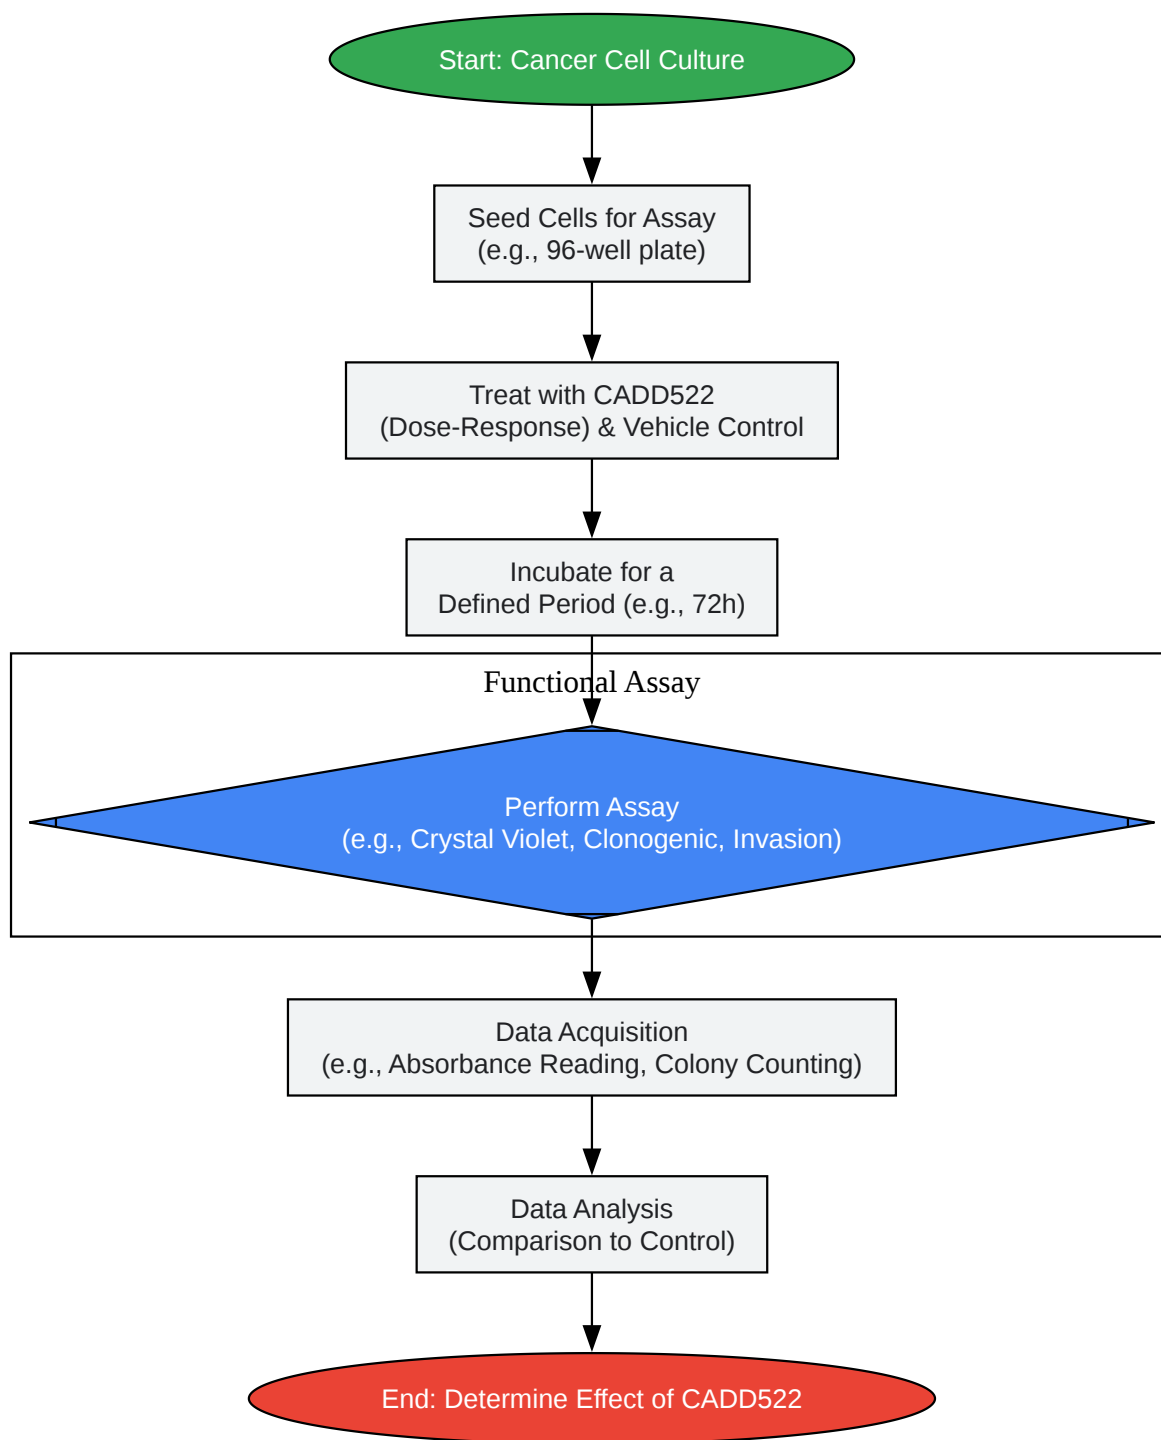 Start: Cancer Cell Culture
Seed Cells for Assay
(e.g., 96-well plate)
Treat with CADD522
(Dose-Response) & Vehicle Control
Incubate for a
Defined Period (e.g., 72h)
Functional Assay
Perform Assay
(e.g., Crystal Violet, Clonogenic, Invasion)
Data Acquisition
(e.g., Absorbance Reading, Colony Counting)
Data Analysis
(Comparison to Control)
End: Determine Effect of CADD522